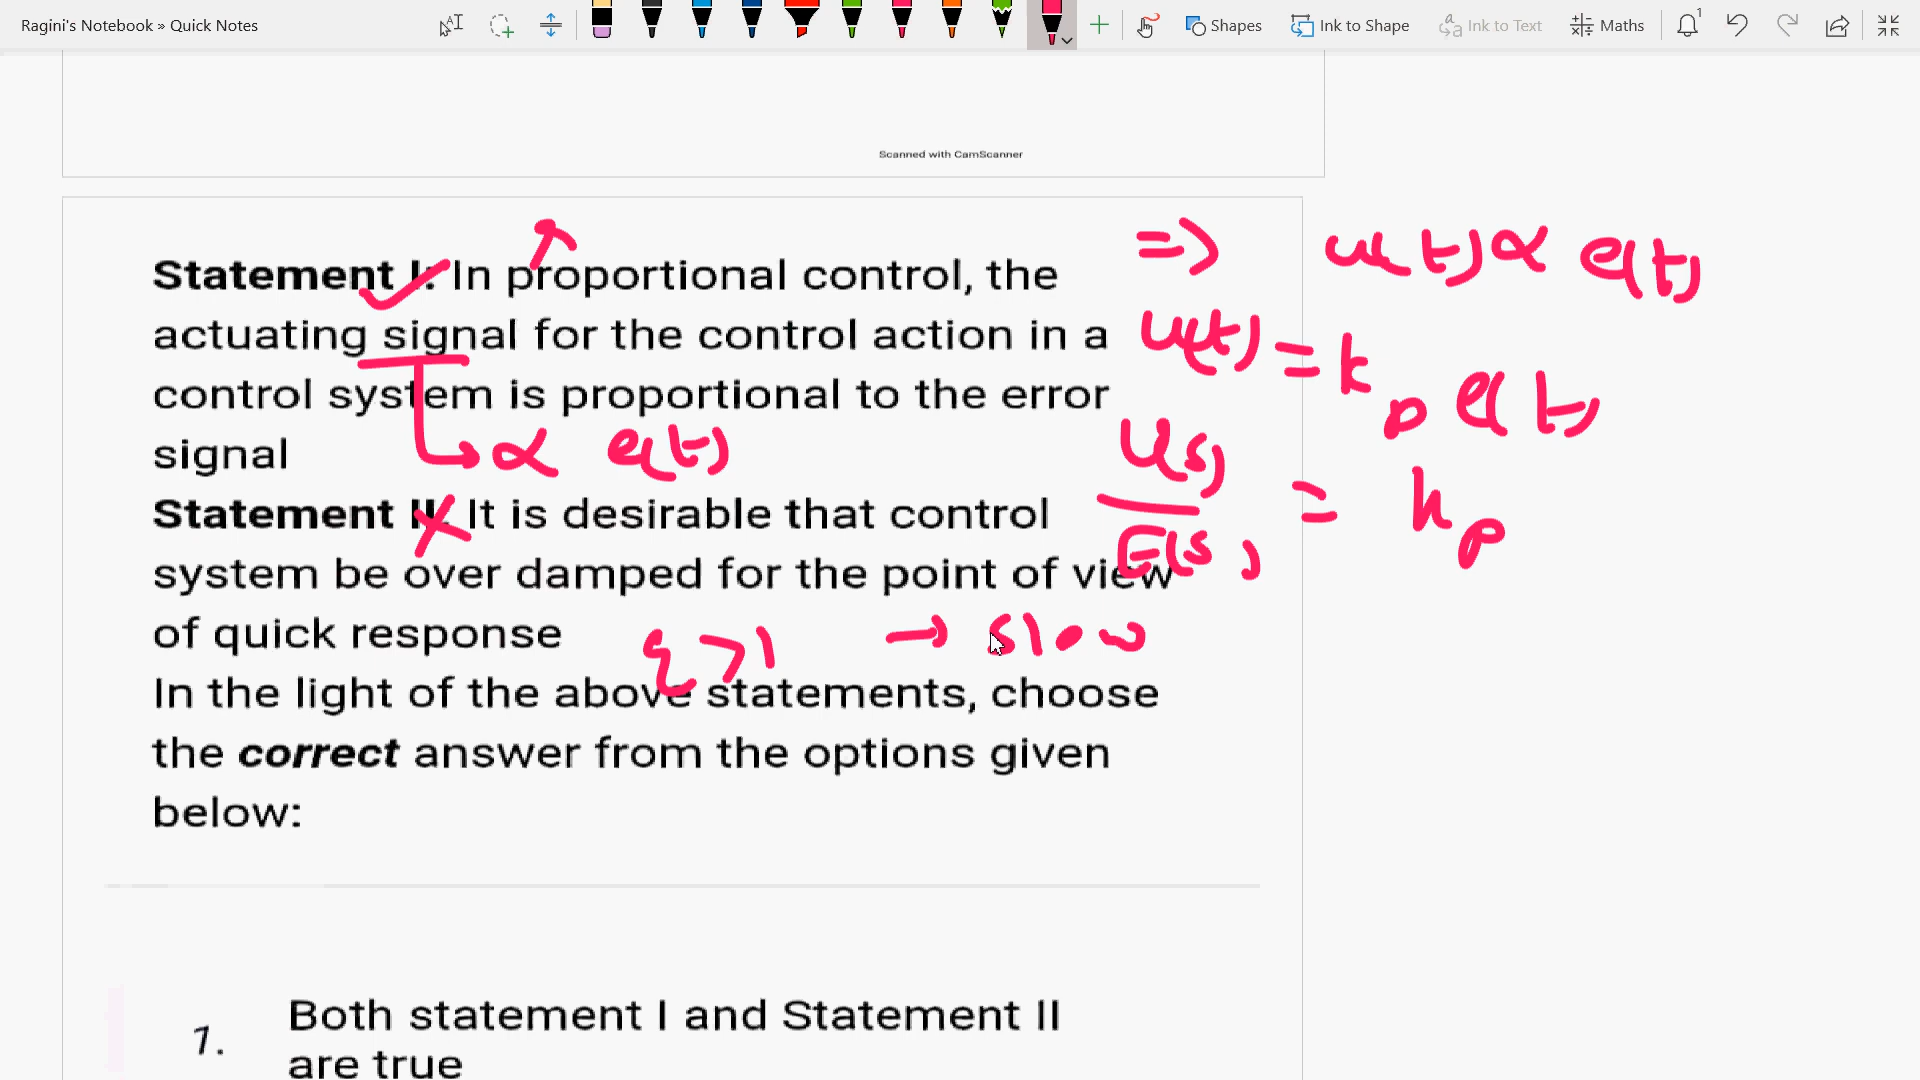 Ragini's Notebook » Quick Notes
Shapes
Ink to Shape
Ink to Text
Maths
1
Scanned with CamScanner
Statement I: In proportional control, the
actuating signal for the control action in a
control system is proportional to the error
signal
α e(t)
Statement II: It is desirable that control
system be over damped for the point of view
of quick response
ξ > 1 → slow
In the light of the above statements, choose
the correct answer from the options given
below:
=> u(t) α e(t)
u(t) = kp e(t)
U(s)
E(s) = kp
1.
Both statement I and Statement II
are true